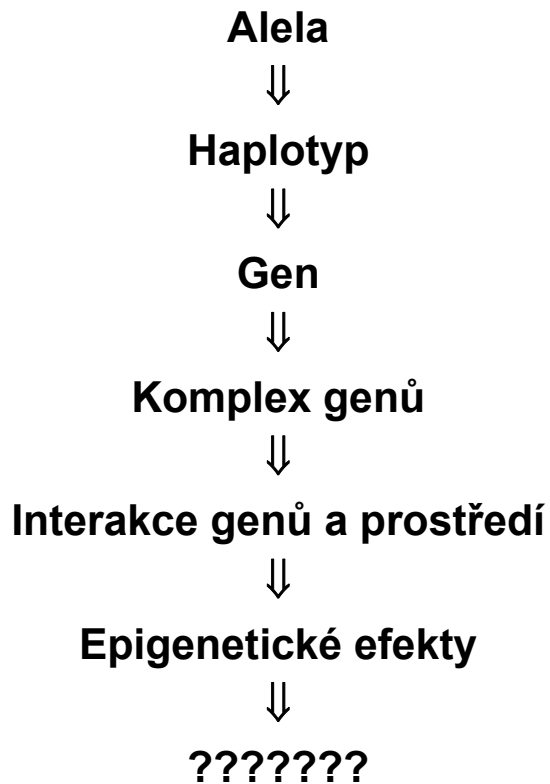 Alela
⇓
Haplotyp
⇓
Gen
⇓
Komplex genů
⇓
Interakce genů a prostředí
⇓
Epigenetické efekty
⇓
???????